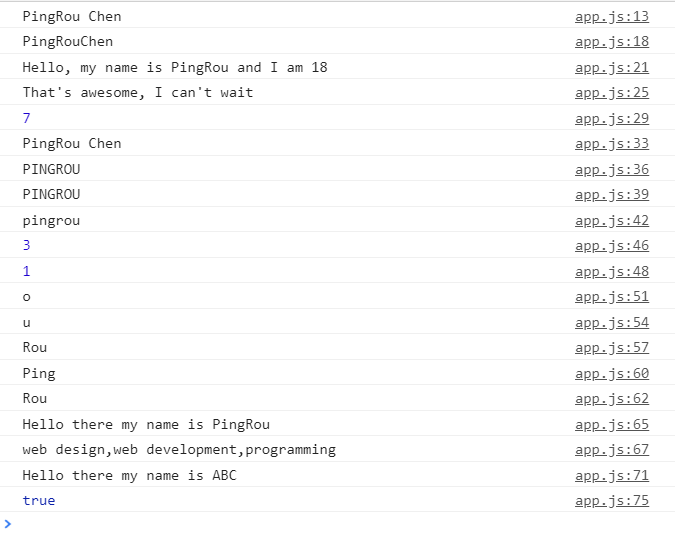 PingRou Chen app.js:13
PingRouChen app.js:18
Hello, my name is PingRou and I am 18 app.js:21
That's awesome, I can't wait app.js:25
7 app.js:29
PingRou Chen app.js:33
PINGROU app.js:36
PINGROU app.js:39
pingrou app.js:42
3 app.js:46
1 app.js:48
o app.js:51
u app.js:54
Rou app.js:57
Ping app.js:60
Rou app.js:62
Hello there my name is PingRou app.js:65
web design,web development,programming app.js:67
Hello there my name is ABC app.js:71
true app.js:75